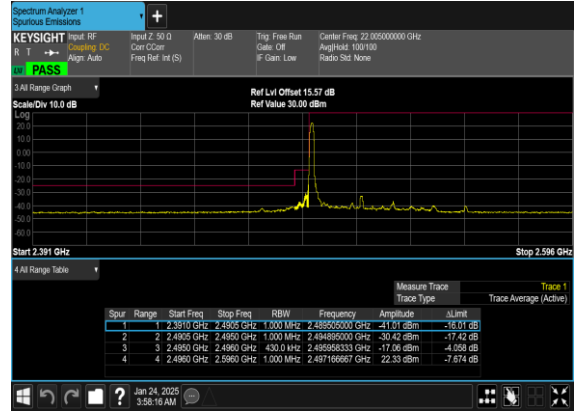 Spectrum Analyzer 1
Spurious Emissions
+
KEYSIGHT Input: RF Input Z: 50 Ω Atten: 30 dB Trig: Free Run Center Freq: 22.005000000 GHz
R T Coupling: DC Corr CCorr Gate: Off Avg|Hold: 100/100
Align: Auto Freq Ref: Int (S) IF Gain: Low Radio Std: None
PASS
3 All Range Graph
Ref Lvl Offset 15.57 dB
Scale/Div 10.0 dB Ref Value 30.00 dBm
Log
20.0
10.0
0.00
-10.0
-20.0
-30.0
-40.0
-50.0
-60.0
Start 2.391 GHz Stop 2.596 GHz
4 All Range Table
Measure Trace Trace 1
Trace Type Trace Average (Active)
Spur Range Start Freq Stop Freq RBW Frequency Amplitude ΔLimit
1 1 2.3910 GHz 2.4905 GHz 1.000 MHz 2.489505000 GHz -41.01 dBm -16.01 dB
2 2 2.4905 GHz 2.4950 GHz 1.000 MHz 2.494895000 GHz -30.42 dBm -17.42 dB
3 3 2.4950 GHz 2.4960 GHz 430.0 kHz 2.495958333 GHz -17.06 dBm -4.058 dB
4 4 2.4960 GHz 2.5960 GHz 1.000 MHz 2.497166667 GHz 22.33 dBm -7.674 dB
? Jan 24, 2025
3:58:16 AM